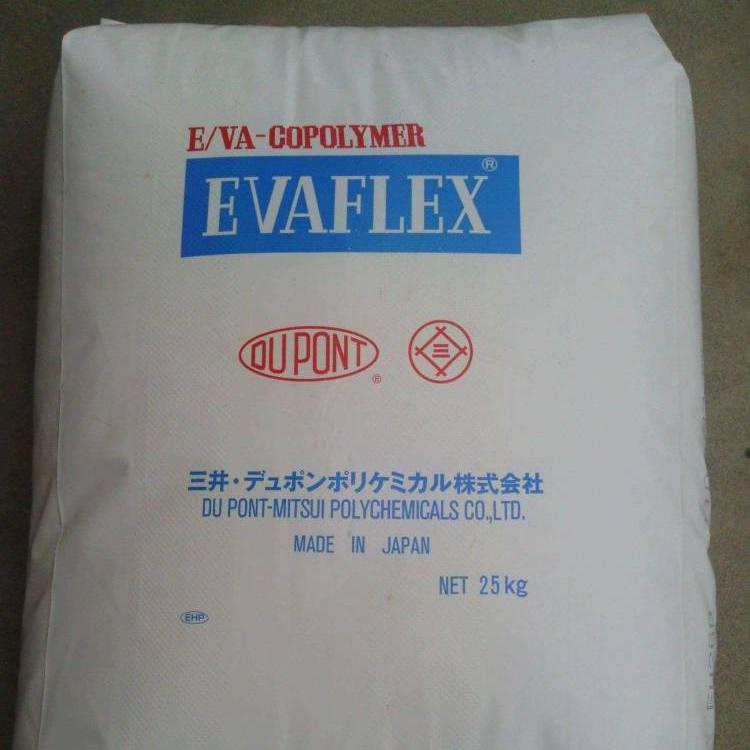 E/VA-COPOLYMER
EVAFLEX®
DU PONT®
三
三井・デュポンポリケミカル株式会社
DU PONT-MITSUI POLYCHEMICALS CO.,LTD.
MADE IN JAPAN
NET 25kg
EHP